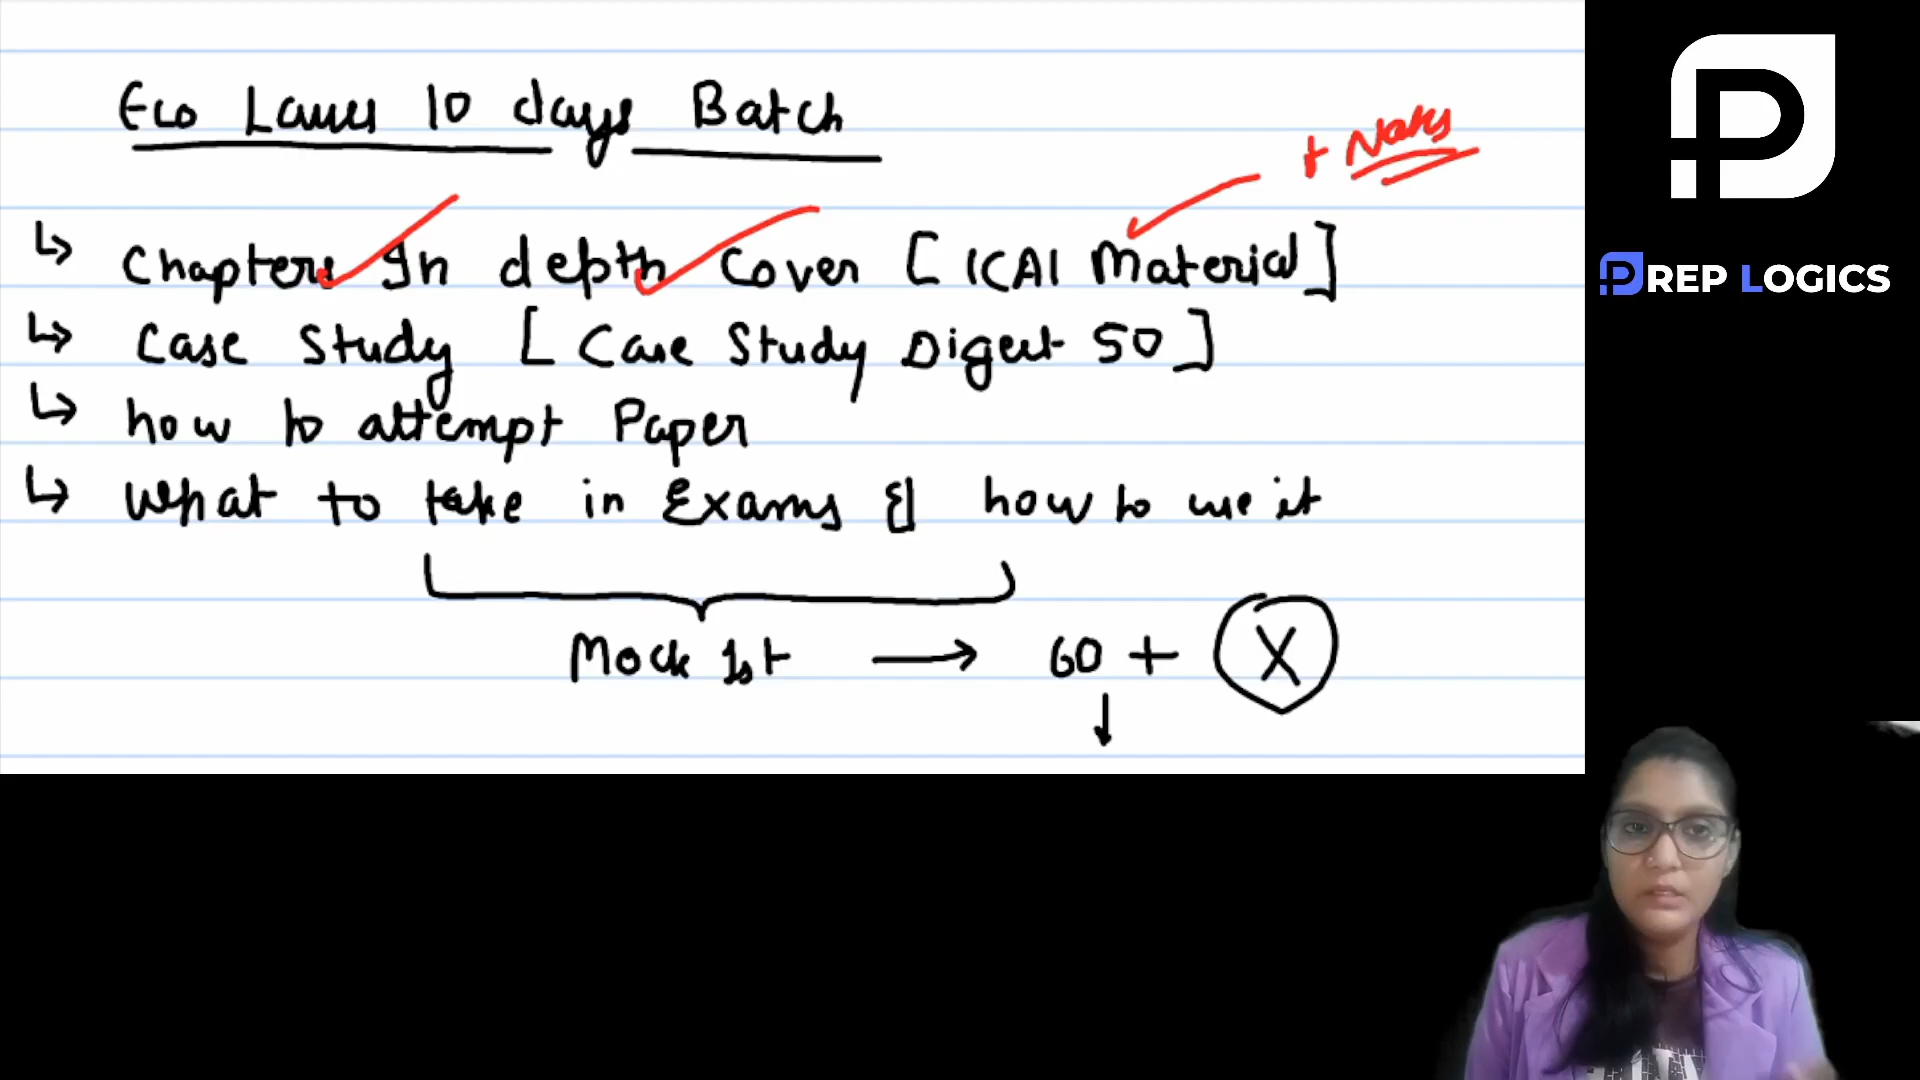 Eco Laws 10 days Batch
+ Notes
↳ Chapters In depth Cover [ICAI Material]
↳ Case Study [Case Study Digest 50]
↳ how to attempt Paper
↳ What to take in Exams & how to use it
Mock 1st → 60 + X
↓
PREP LOGICS